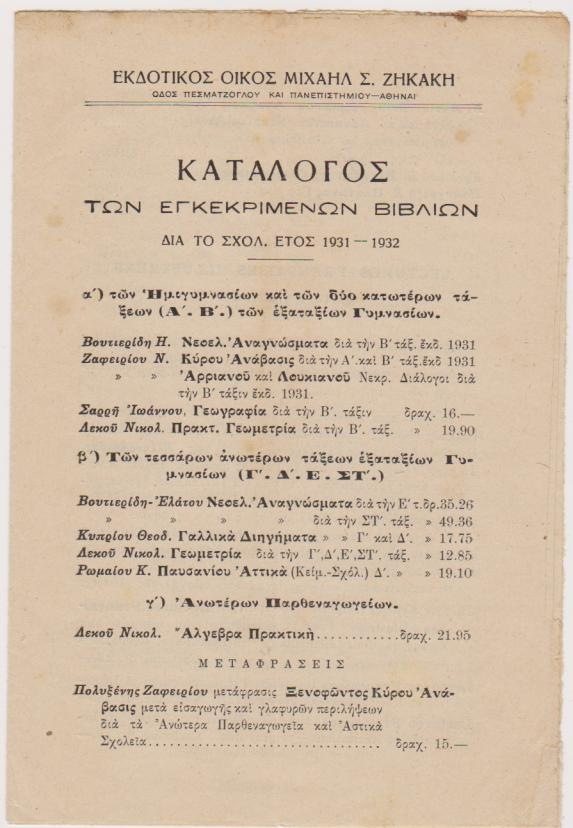 ΕΚΔΟΤΙΚΟΣ ΟΙΚΟΣ ΜΙΧΑΗΛ Σ. ΖΗΚΑΚΗ
ΟΔΟΣ ΠΕΣΜΑΤΖΟΓΛΟΥ ΚΑΙ ΠΑΝΕΠΙΣΤΗΜΙΟΥ—ΑΘΗΝΑΙ
ΚΑΤΑΛΟΓΟΣ
ΤΩΝ ΕΓΚΕΚΡΙΜΕΝΩΝ ΒΙΒΛΙΩΝ
ΔΙΑ ΤΟ ΣΧΟΛ. ΕΤΟΣ 1931—1932
α΄) τῶν Ἡμιγυμνασίων καὶ τῶν δύο κατωτέρων τά-
ξεων (Α΄. Β΄.) τῶν ἑξαταξίων Γυμνασίων.
Βουτιερίδη Η. Νεοελ. Ἀναγνώσματα διὰ τὴν Β΄ τάξ. ἔκδ. 1931
Ζαφειρίου Ν. Κύρου Ἀνάβασις διὰ τὴν Α΄. καὶ Β΄ τάξ. ἔκδ 1931
» » Ἀρριανοῦ καὶ Λουκιανοῦ Νεκρ. Διάλογοι διὰ
τὴν Β΄ τάξιν ἔκδ. 1931.
Σαρρῆ Ἰωάννου, Γεωγραφία διὰ τὴν Β΄. τάξιν δραχ. 16.—
Λεκοῦ Νικολ. Πρακτ. Γεωμετρία διὰ τὴν Β΄. τάξ. » 19.90
β΄) Τῶν τεσσάρων ἀνωτέρων τάξεων ἑξαταξίων Γυ-
μνασίων (Γ΄. Δ΄. Ε. ΣΤ΄.)
Βουτιερίδη-Ἐλάτου Νεοελ. Ἀναγνώσματα διὰ τὴν Ε΄ τ. δρ. 35.26
» » » » διὰ τὴν ΣΤ΄. τάξ. » 49.36
Κυπρίου Θεοδ. Γαλλικὰ Διηγήματα » » Γ΄ καὶ Δ΄. » 17.75
Λεκοῦ Νικολ. Γεωμετρία διὰ τὴν Γ΄,Δ΄,Ε΄,ΣΤ΄. τάξ. » 12.85
Ρωμαίου Κ. Παυσανίου Ἀττικὰ (Κείμ.-Σχόλ.) Δ΄. » » 19.10
γ΄) Ἀνωτέρων Παρθεναγωγείων.
Λεκοῦ Νικολ. Ἄλγεβρα Πρακτικὴ............δραχ. 21.95
ΜΕΤΑΦΡΑΣΕΙΣ
Πολυξένης Ζαφειρίου μετάφρασις Ξενοφῶντος Κύρου Ἀνά-
βασις μετὰ εἰσαγωγῆς καὶ γλαφυρῶν περιλήψεων
διὰ τὰ Ἀνώτερα Παρθεναγωγεῖα καὶ Ἀστικὰ
Σχολεῖα.................................. δραχ. 15.—